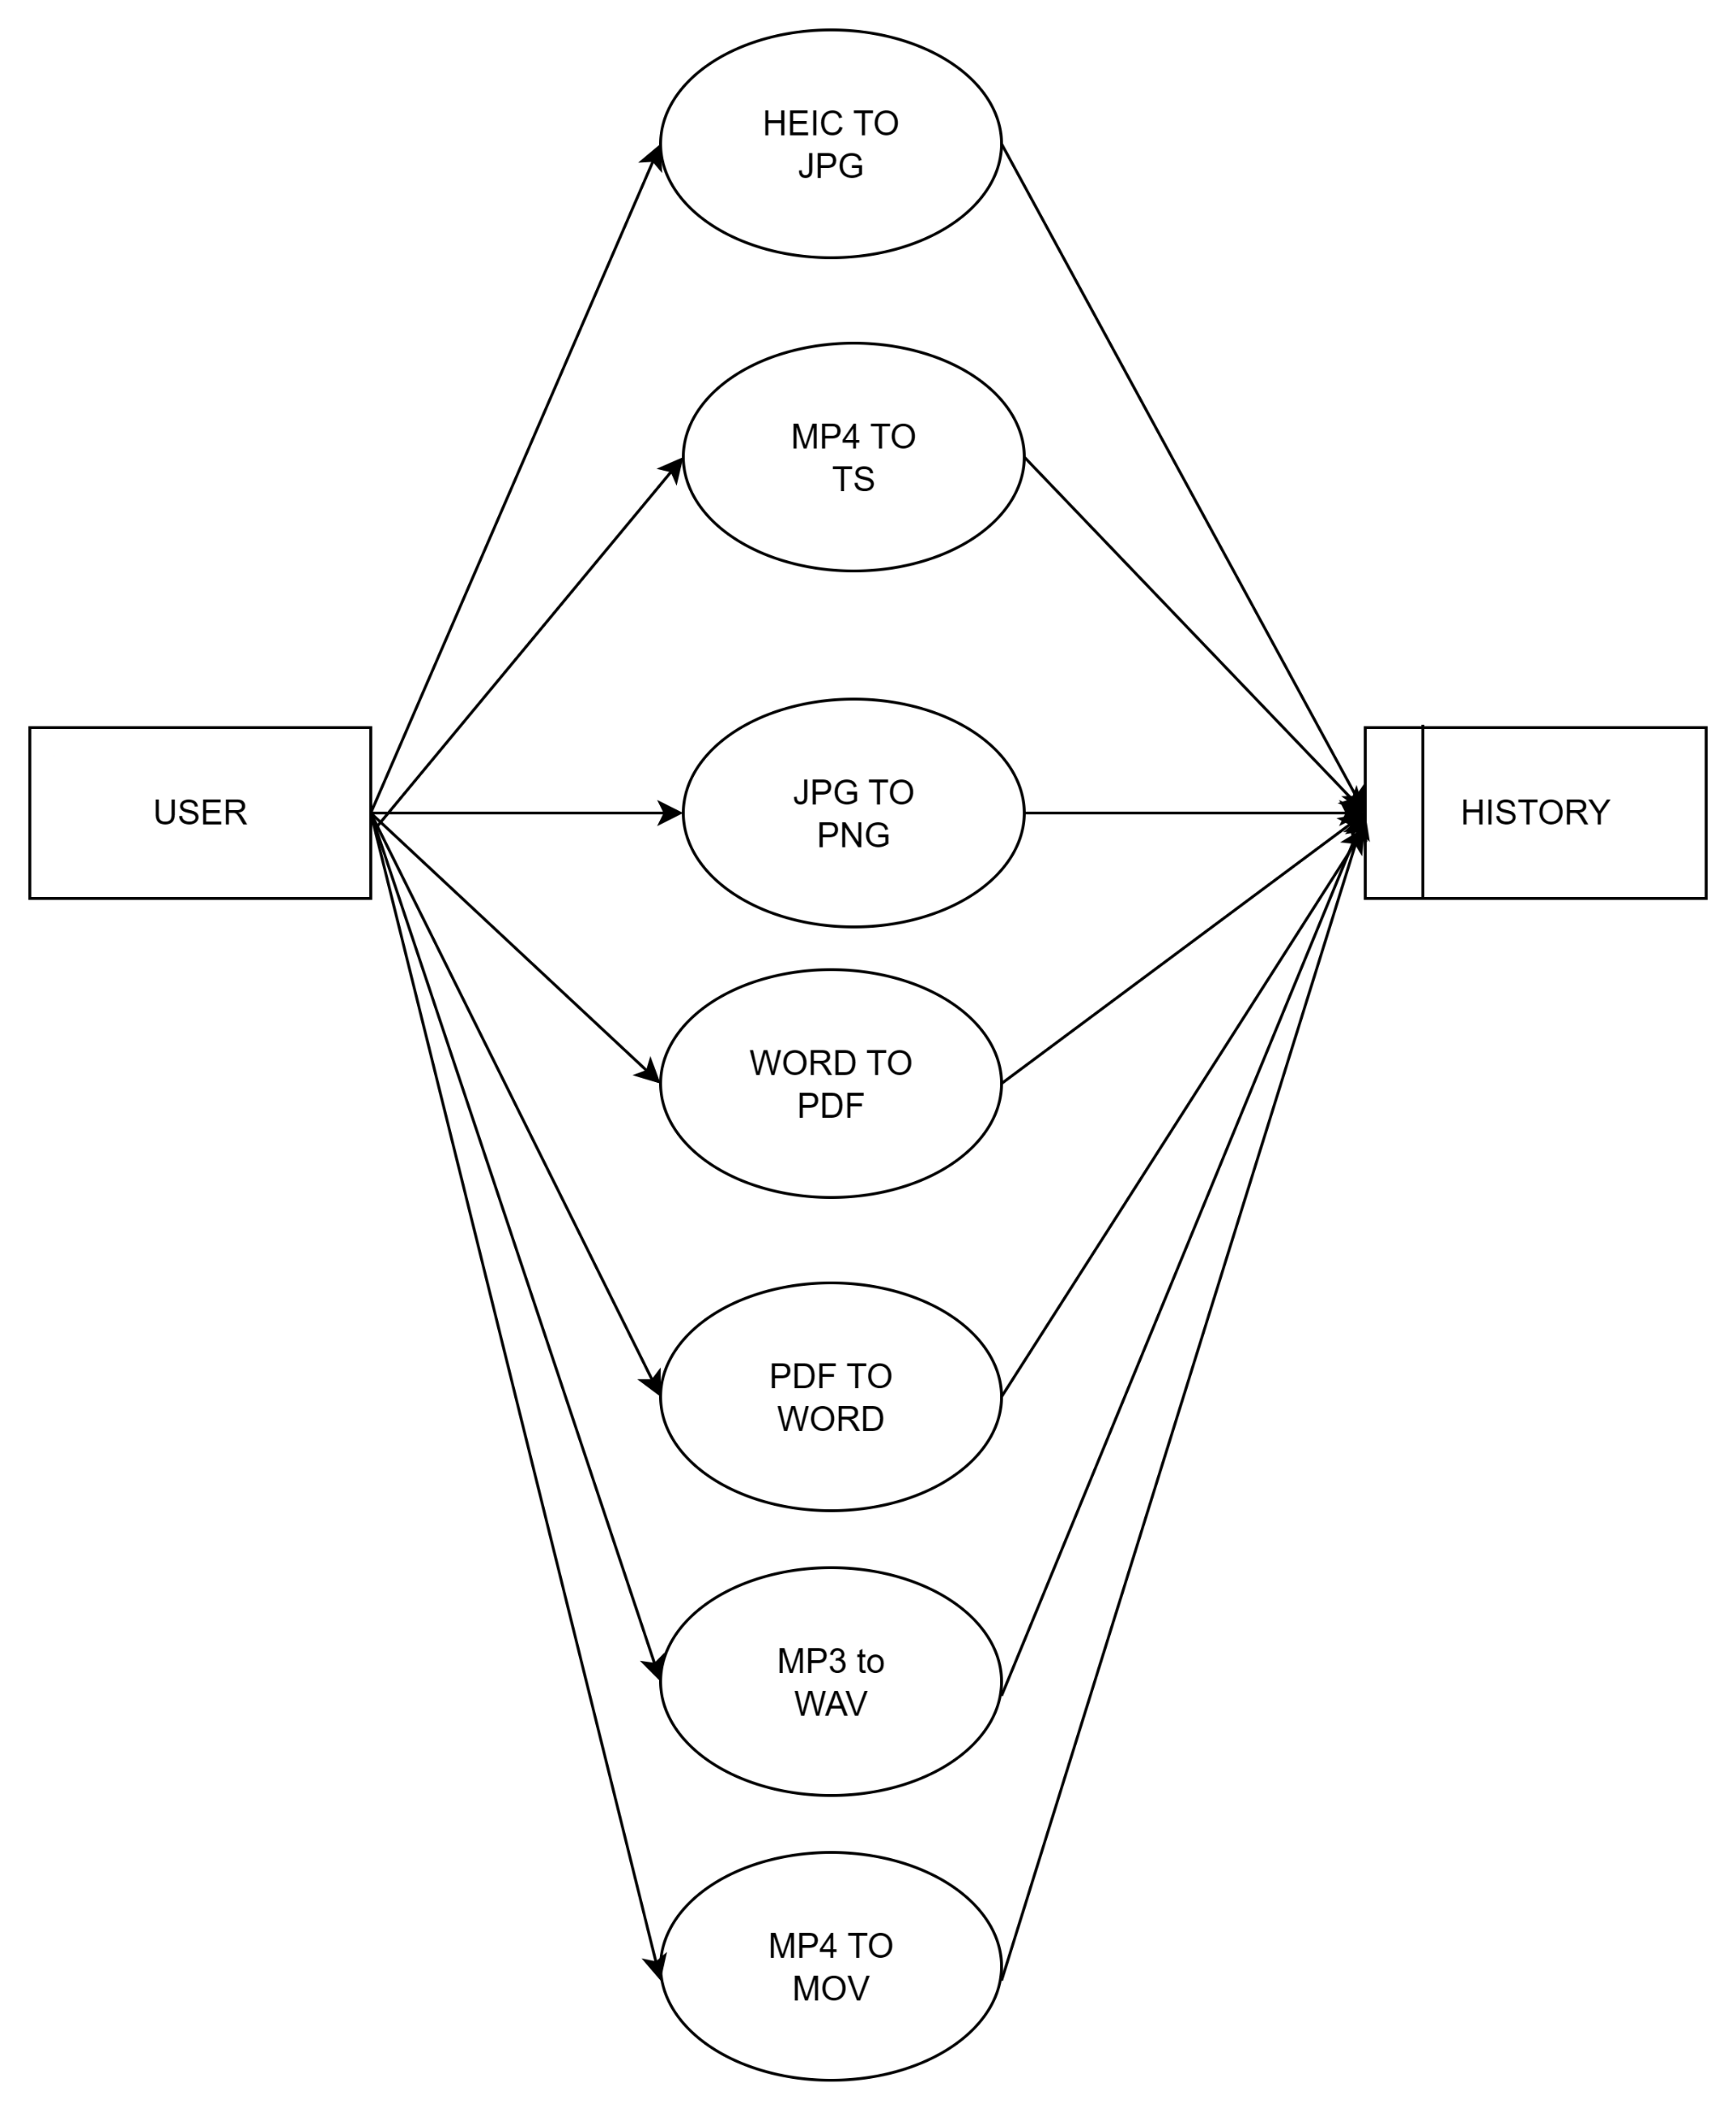 HEIC TO
JPG
MP4 TO
TS
USER
JPG TO
PNG
HISTORY
WORD TO
PDF
PDF TO
WORD
MP3 to
WAV
MP4 TO
MOV